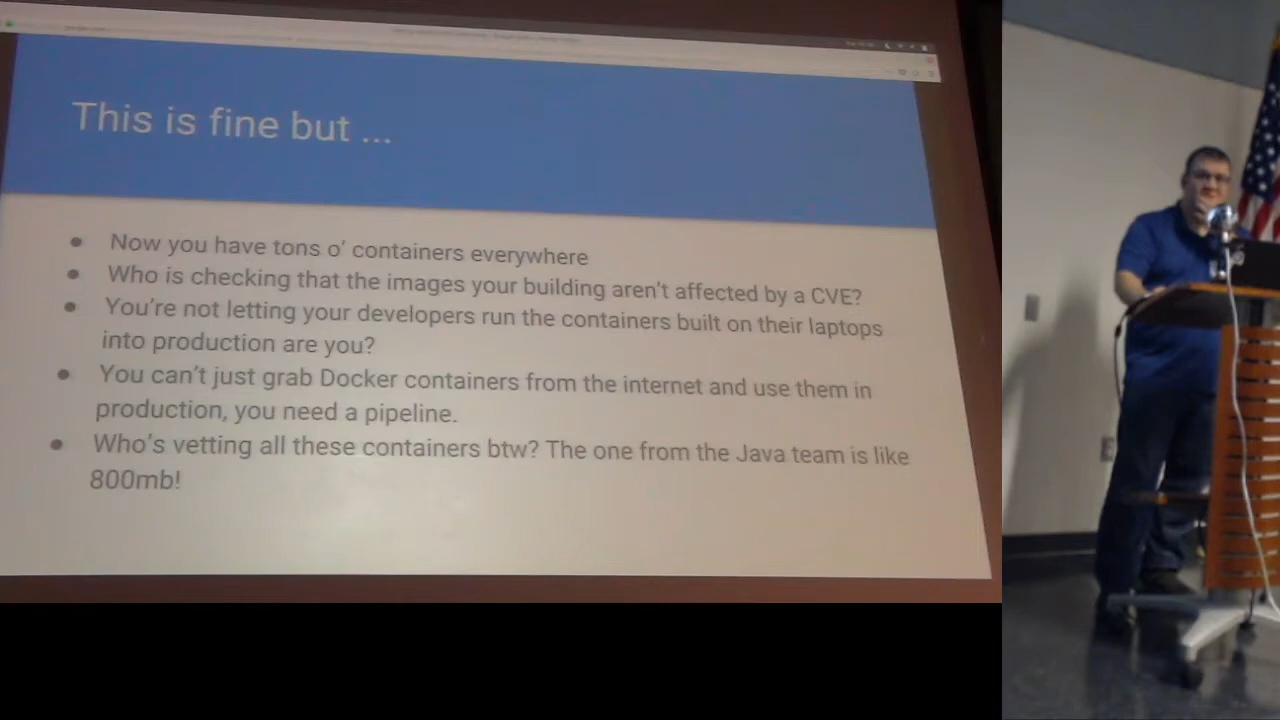 This is fine but ...
● Now you have tons o' containers everywhere
● Who is checking that the images your building aren't affected by a CVE?
● You're not letting your developers run the containers built on their laptops
into production are you?
● You can't just grab Docker containers from the internet and use them in
production, you need a pipeline.
● Who's vetting all these containers btw? The one from the Java team is like
800mb!